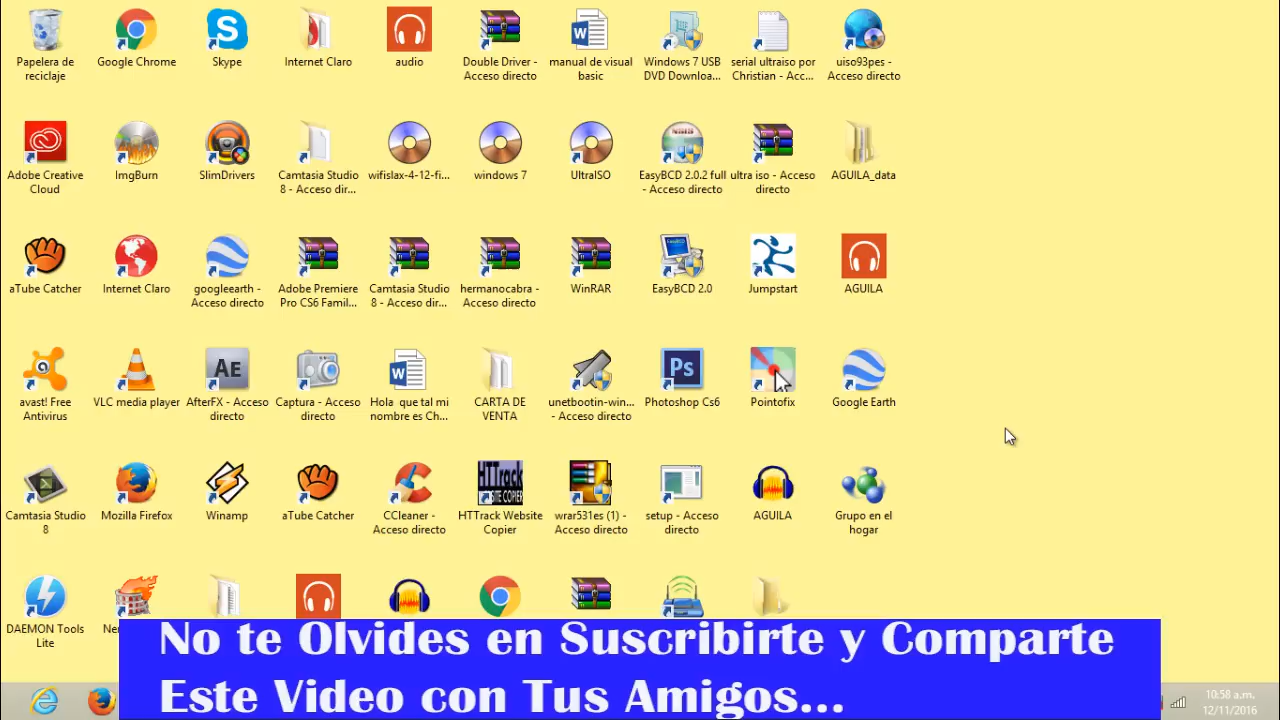 Papelera de
reciclaje
Google Chrome
Skype
Internet Claro
audio
Double Driver -
Acceso directo
manual de visual
basic
Windows 7 USB
DVD Downloa...
serial ultraiso por
Christian - Acc...
uiso93pes -
Acceso directo
Adobe Creative
Cloud
ImgBurn
SlimDrivers
Camtasia Studio
8 - Acceso dir...
wifislax-4-12-fi...
windows 7
UltraISO
EasyBCD 2.0.2 full
- Acceso directo
ultra iso - Acceso
directo
AGUILA_data
aTube Catcher
Internet Claro
googleearth -
Acceso directo
Adobe Premiere
Pro CS6 Famil...
Camtasia Studio
8 - Acceso dir...
hermanocabra -
Acceso directo
WinRAR
EasyBCD 2.0
Jumpstart
AGUILA
avast! Free
Antivirus
VLC media player
AE
AfterFX - Acceso
directo
Captura - Acceso
directo
Hola que tal mi
nombre es Ch...
CARTA DE
VENTA
unetbootin-win...
- Acceso directo
Ps
Photoshop Cs6
Pointofix
Google Earth
Camtasia Studio
8
Mozilla Firefox
Winamp
aTube Catcher
CCleaner -
Acceso directo
HTTrack
SITE COPIER
HTTrack Website
Copier
wrar531es (1) -
Acceso directo
setup - Acceso
directo
AGUILA
Grupo en el
hogar
DAEMON Tools
Lite
No te Olvides en Suscribirte y Comparte
Este Video con Tus Amigos...
10:58 a.m.
12/11/2016